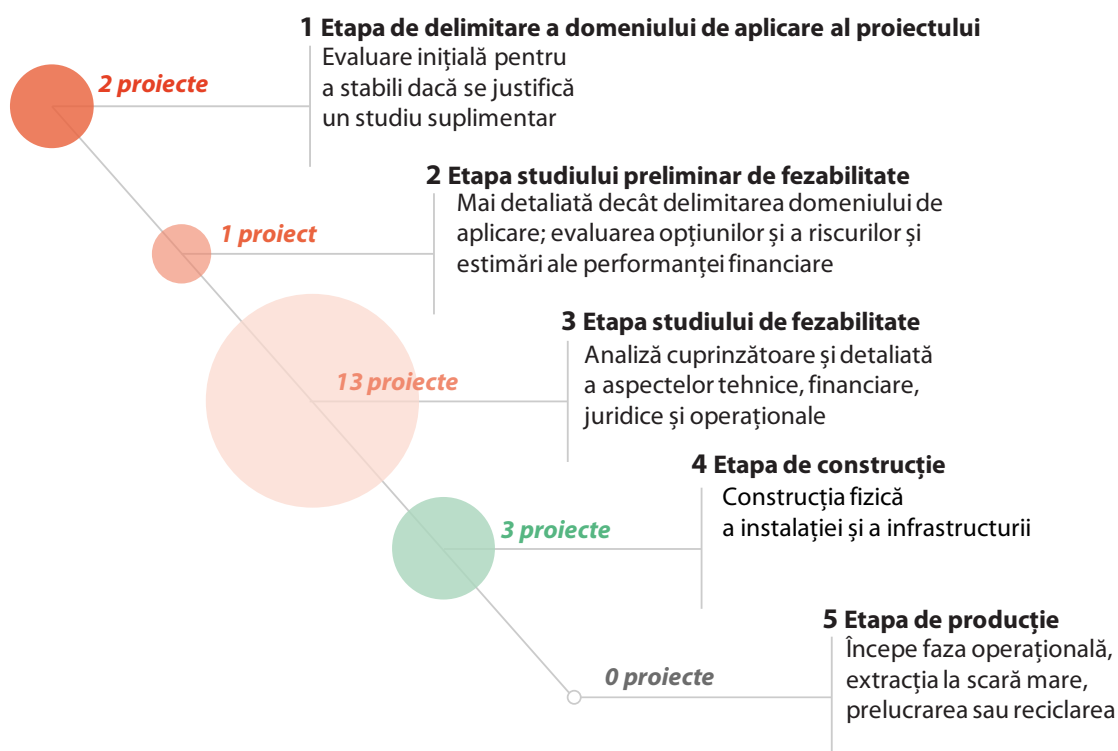 1 Etapa de delimitare a domeniului de aplicare al proiectului
2 proiecte
Evaluare inițială pentru
a stabili dacă se justifică
un studiu suplimentar
2 Etapa studiului preliminar de fezabilitate
1 proiect
Mai detaliată decât delimitarea domeniului de
aplicare; evaluarea opțiunilor și a riscurilor și
estimări ale performanței financiare
3 Etapa studiului de fezabilitate
13 proiecte
Analiză cuprinzătoare și detaliată
a aspectelor tehnice, financiare,
juridice și operaționale
4 Etapa de construcție
3 proiecte
Construcția fizică
a instalației și a infrastructurii
5 Etapa de producție
0 proiecte
Începe faza operațională,
extracția la scară mare,
prelucrarea sau reciclarea